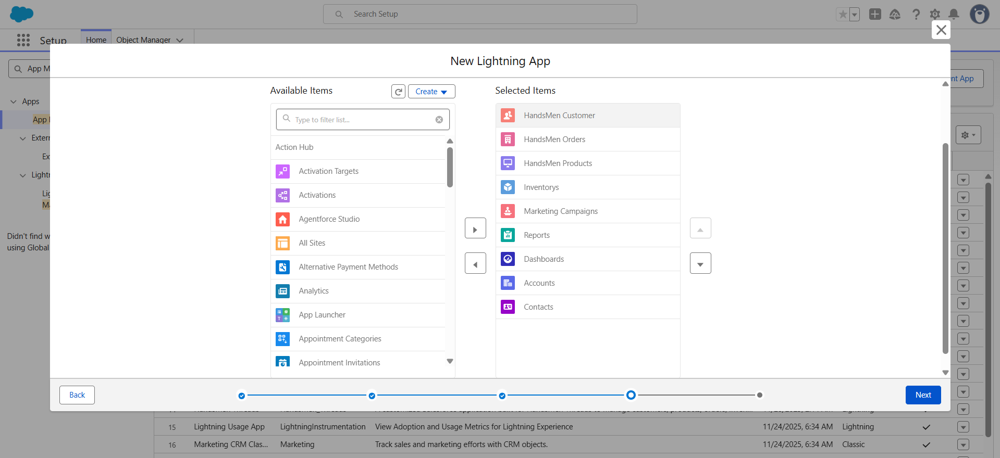 Search Setup
Setup
Home
Object Manager
App M
nt App
New Lightning App
Available Items
Create
Selected Items
Apps
App
Extern
Ex
Lightn
Lig
Ma
Didn't find w
using Global
Type to filter list...
Action Hub
Activation Targets
Activations
Agentforce Studio
All Sites
Alternative Payment Methods
Analytics
App Launcher
Appointment Categories
Appointment Invitations
HandsMen Customer
HandsMen Orders
HandsMen Products
Inventorys
Marketing Campaigns
Reports
Dashboards
Accounts
Contacts
Back
Next
15 Lightning Usage App LightningInstrumentation View Adoption and Usage Metrics for Lightning Experience 11/24/2025, 6:34 AM Lightning
16 Marketing CRM Clas... Marketing Track sales and marketing efforts with CRM objects. 11/24/2025, 6:34 AM Classic